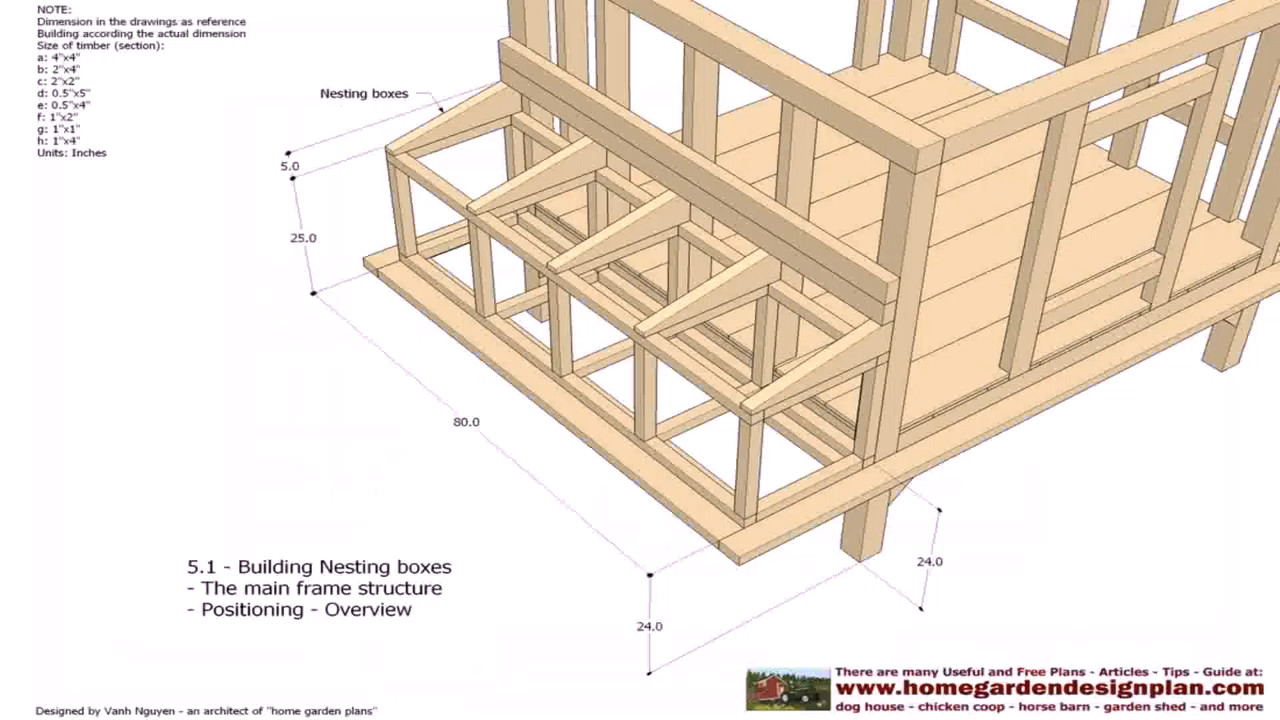 NOTE:
Dimension in the drawings as reference
Building according the actual dimension
Size of timber (section):
a: 4"x4"
b: 2"x4"
c: 2"x2"
d: 0.5"x5"
e: 0.5"x4"
f: 1"x2"
g: 1"x1"
h: 1"x4"
Units: Inches
Nesting boxes
5.0
25.0
80.0
24.0
24.0
5.1 - Building Nesting boxes
- The main frame structure
- Positioning - Overview
There are many Useful and Free Plans - Articles - Tips - Guide at:
www.homegardendesignplan.com
dog house - chicken coop - horse barn - garden shed - and more
Designed by Vanh Nguyen - an architect of "home garden plans"